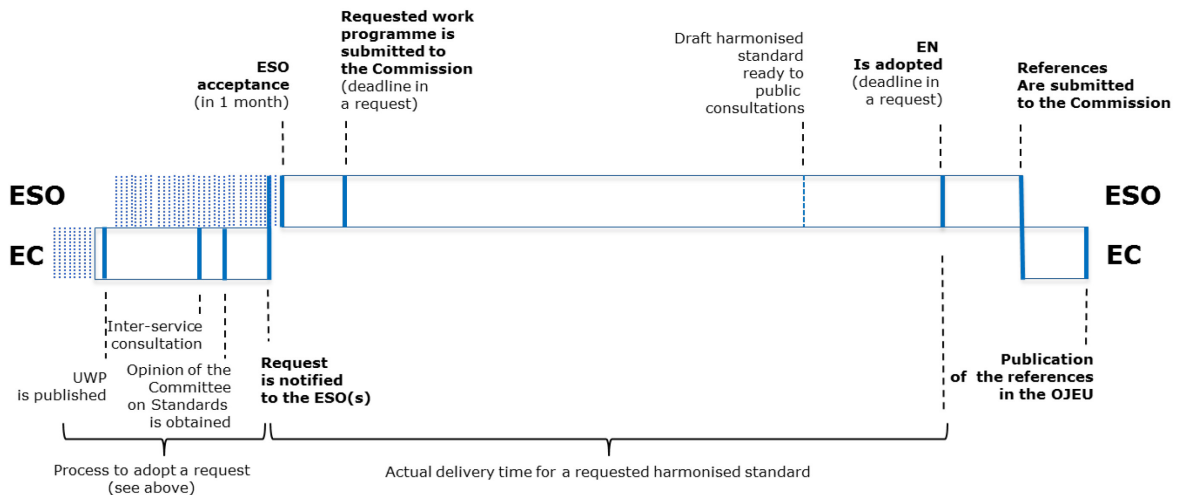 Requested work
programme is
submitted to
the Commission
(deadline in
a request)
ESO
acceptance
(in 1 month)
Draft harmonised
standard
ready to
public
consultations
EN
Is adopted
(deadline in
a request)
References
Are submitted
to the Commission
ESO
ESO
EC
EC
Inter-service
consultation
UWP
is published
Opinion of the
Committee
on Standards
is obtained
Request
is notified
to the ESO(s)
Publication
of the references
in the OJEU
Process to adopt a request
(see above)
Actual delivery time for a requested harmonised standard